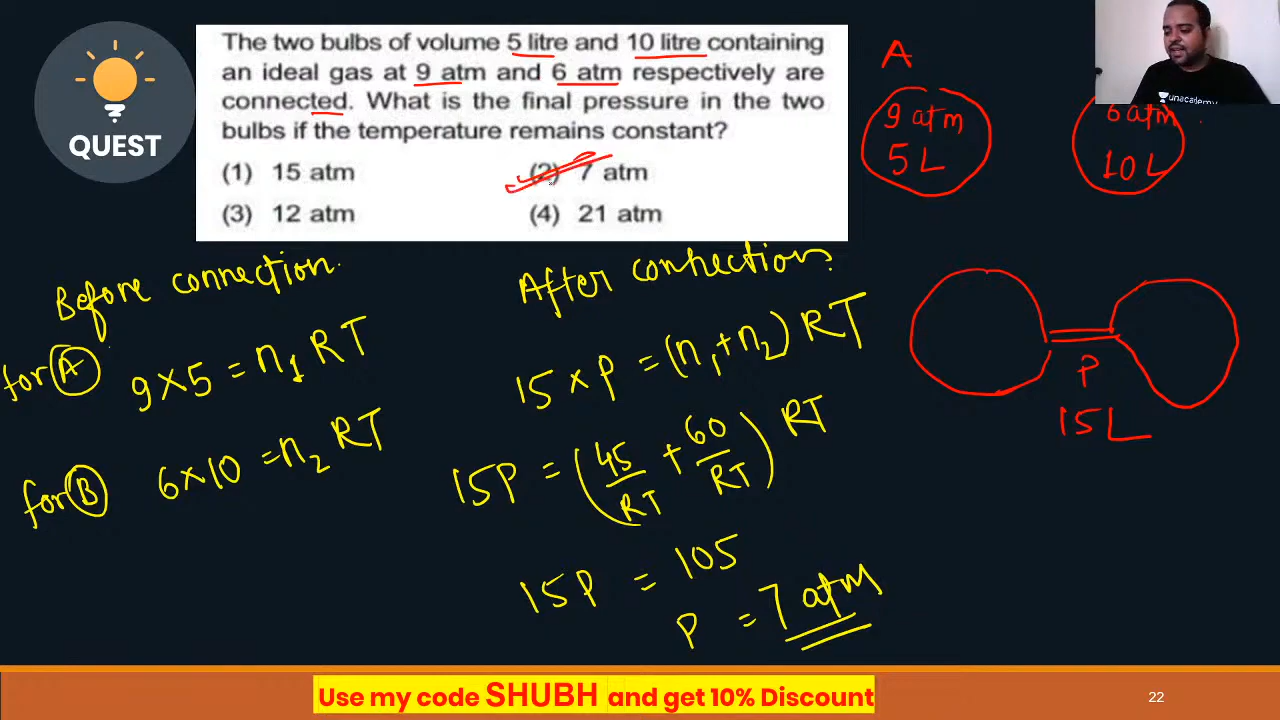 QUEST
The two bulbs of volume 5 litre and 10 litre containing
an ideal gas at 9 atm and 6 atm respectively are
connected. What is the final pressure in the two
bulbs if the temperature remains constant?
(1) 15 atm
(2) 7 atm
(3) 12 atm
(4) 21 atm
A
9 atm
5 L
6 atm
10 L
unacademy
Before connection.
for A 9 × 5 = n₁ RT
for B 6 × 10 = n₂ RT
After connection:
15 × P = (n₁ + n₂) RT
15P = (45/RT + 60/RT) RT
15P = 105
P = 7 atm
P
15 L
Use my code SHUBH and get 10% Discount
22